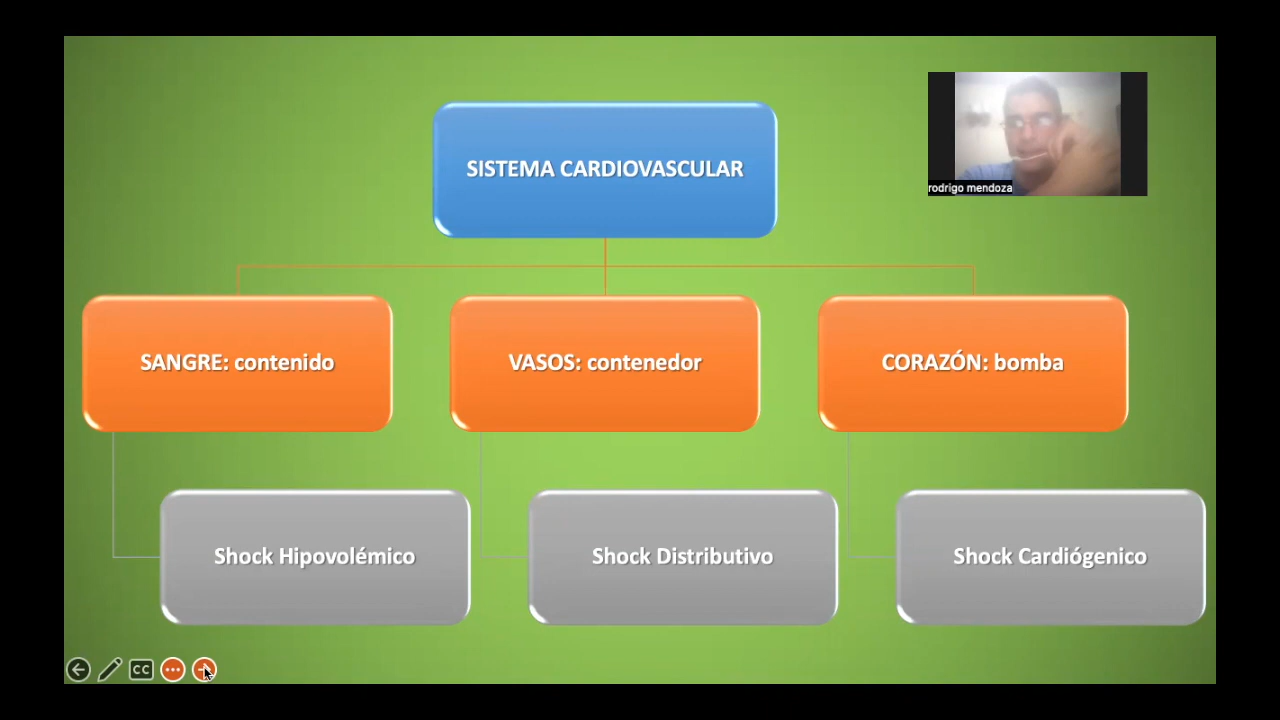 SISTEMA CARDIOVASCULAR
rodrigo mendoza
SANGRE: contenido
VASOS: contenedor
CORAZÓN: bomba
Shock Hipovolémico
Shock Distributivo
Shock Cardiógenico
CC